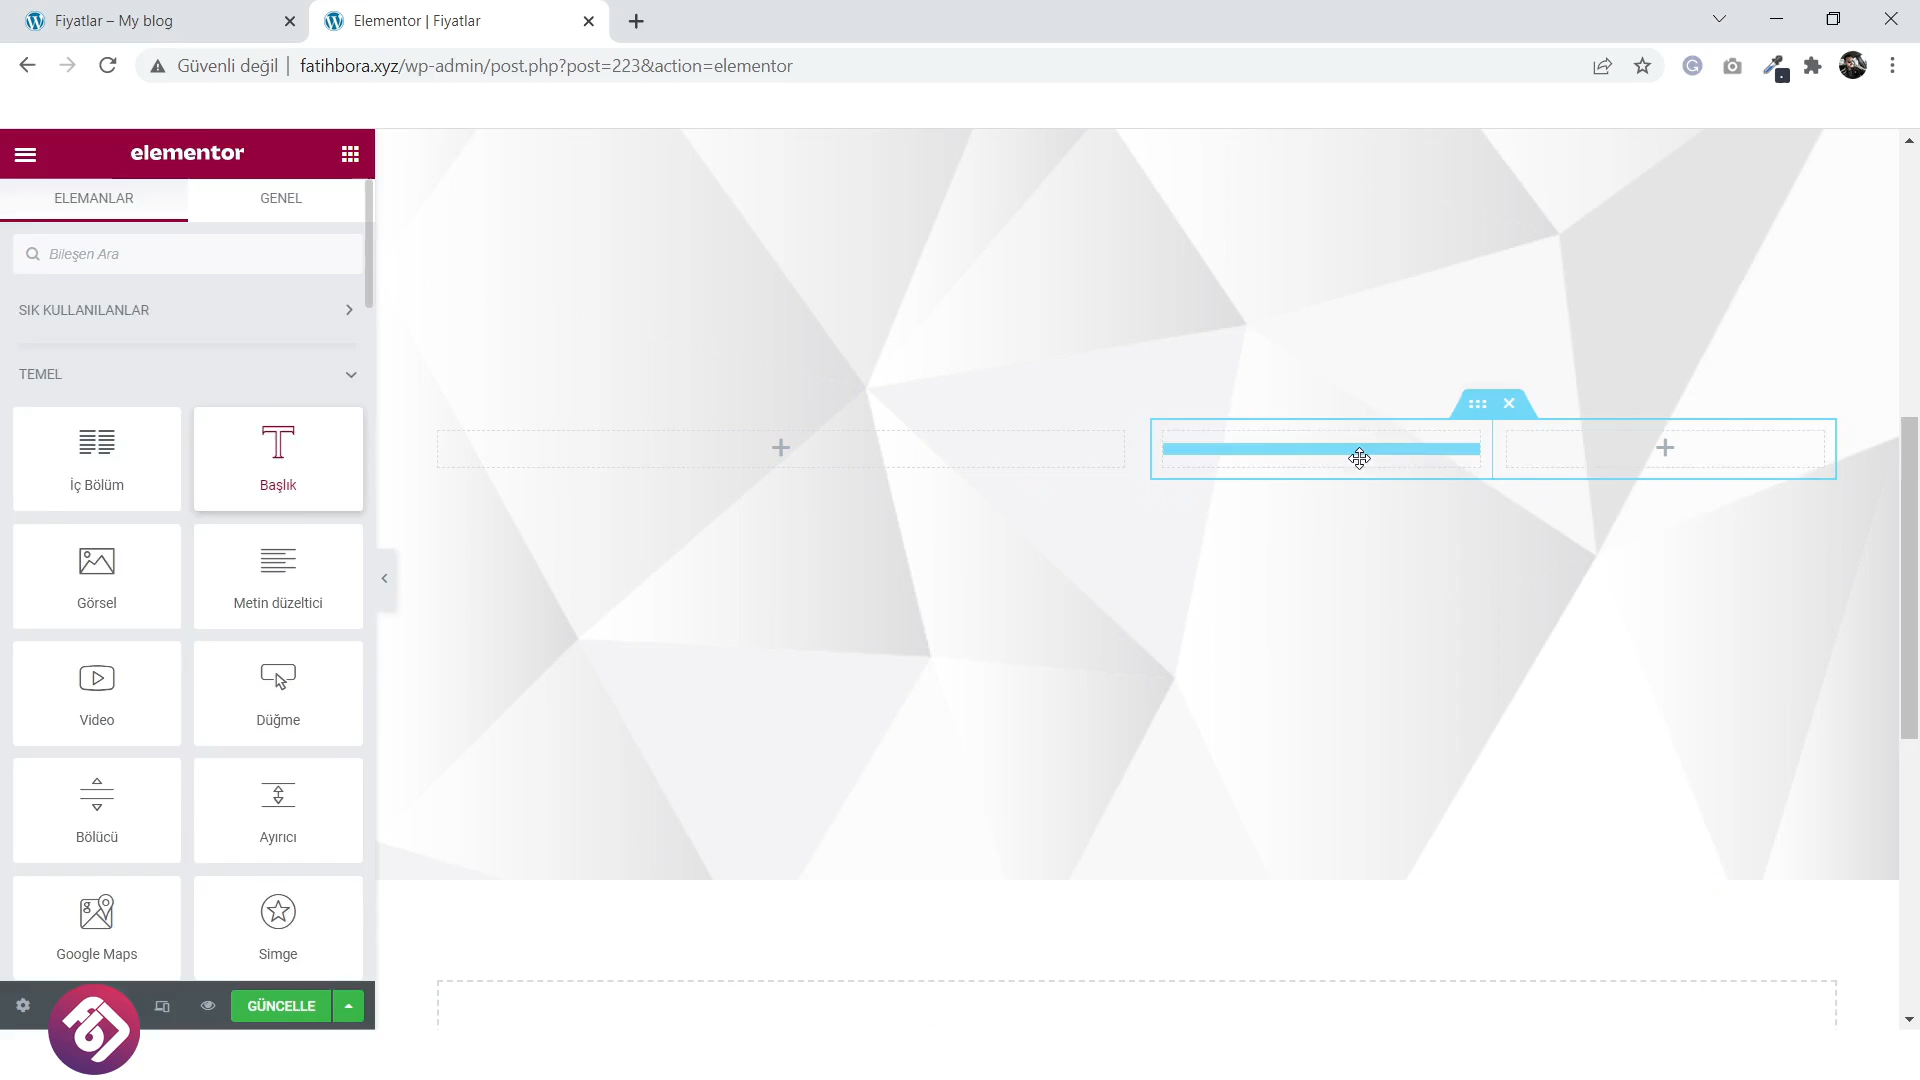 Fiyatlar – My blog
Elementor | Fiyatlar
Güvenli değil | fatihbora.xyz/wp-admin/post.php?post=223&action=elementor
elementor
ELEMANLAR
GENEL
Bileşen Ara
SIK KULLANILANLAR
TEMEL
İç Bölüm
Başlık
Görsel
Metin düzeltici
Video
Düğme
Bölücü
Ayırıcı
Google Maps
Simge
GÜNCELLE